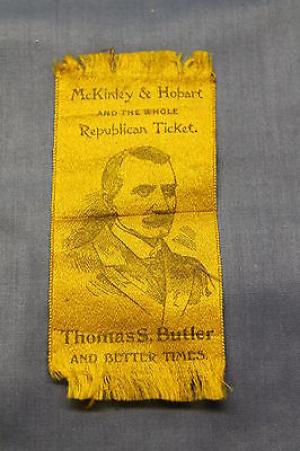 McKinley & Hobart
AND THE WHOLE
Republican Ticket.
Thomas S. Butler
AND BETTER TIMES.